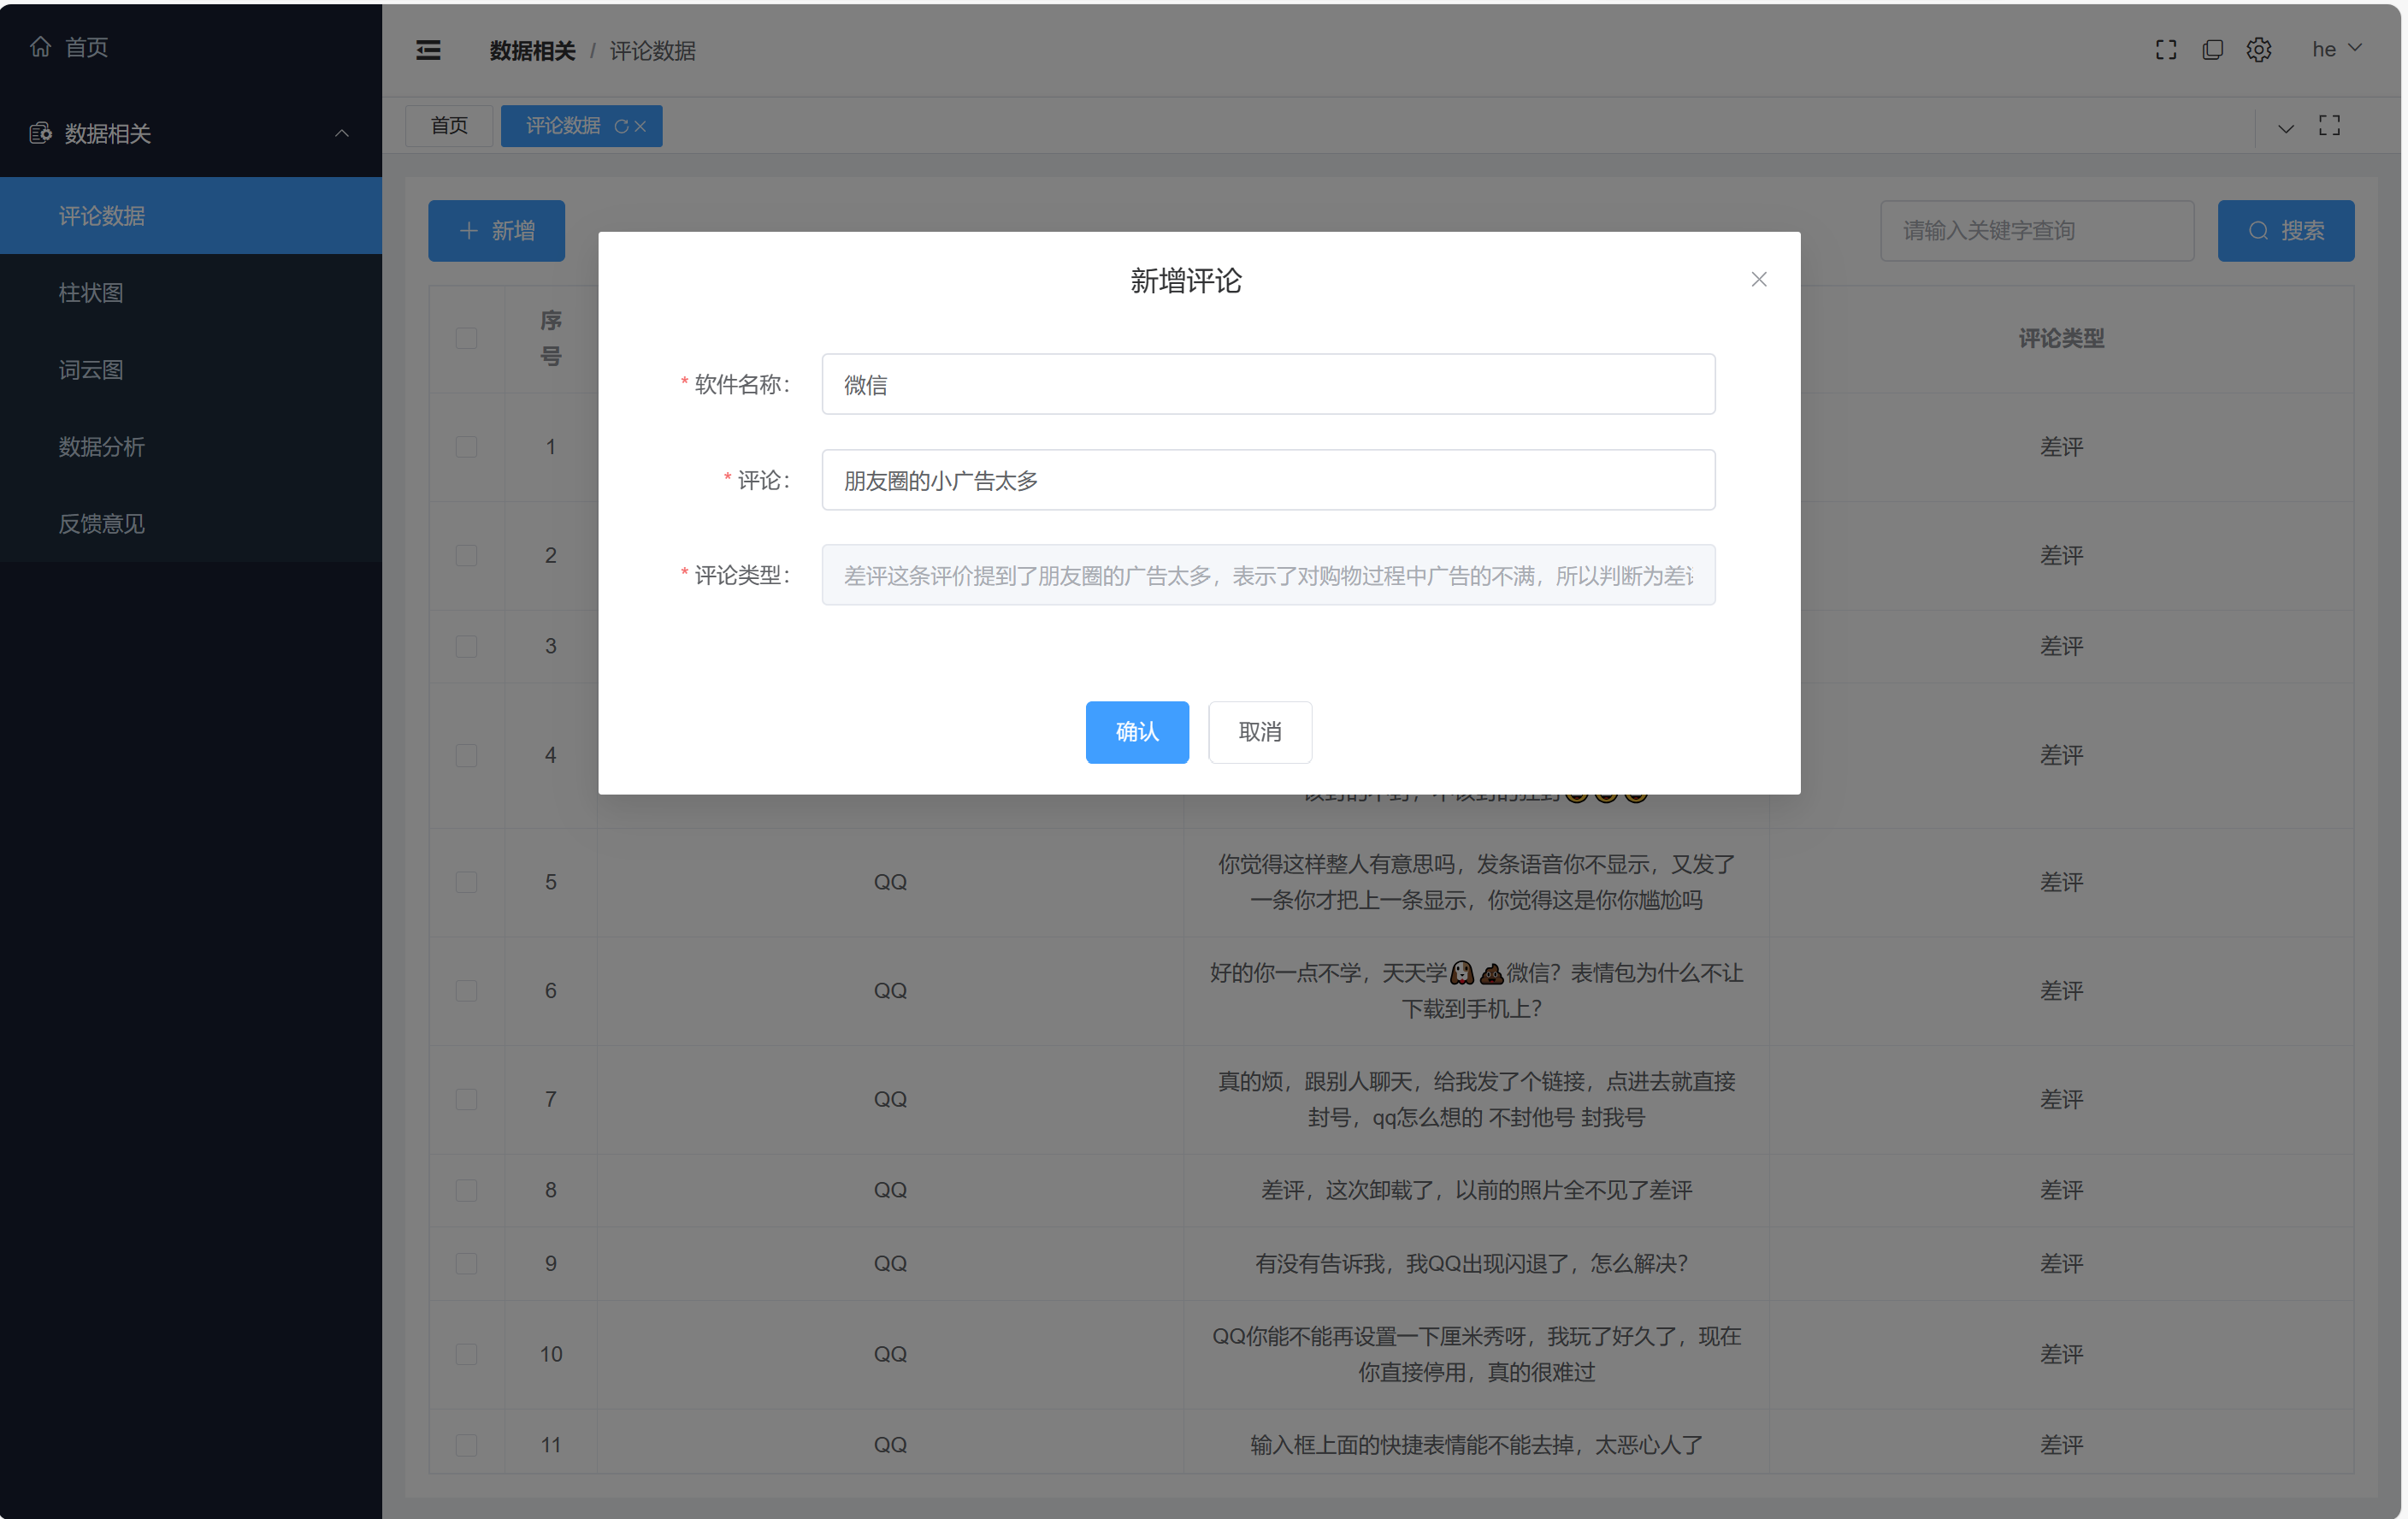 首页
数据相关
评论数据
柱状图
词云图
数据分析
反馈意见
数据相关 / 评论数据
he
首页
评论数据
新增
请输入关键字查询
搜索
序号
评论类型
新增评论
* 软件名称：
微信
* 评论：
朋友圈的小广告太多
* 评论类型：
差评这条评价提到了朋友圈的广告太多，表示了对购物过程中广告的不满，所以判断为差
确认
取消
1 差评
2 差评
3 差评
4 差评
5 QQ 你觉得这样整人有意思吗，发条语音你不显示，又发了
一条你才把上一条显示，你觉得这是你你尴尬吗 差评
6 QQ 好的你一点不学，天天学🐶💩微信？表情包为什么不让
下载到手机上？ 差评
7 QQ 真的烦，跟别人聊天，给我发了个链接，点进去就直接
封号，qq怎么想的 不封他号 封我号 差评
8 QQ 差评，这次卸载了，以前的照片全不见了差评 差评
9 QQ 有没有告诉我，我QQ出现闪退了，怎么解决？ 差评
10 QQ QQ你能不能再设置一下厘米秀呀，我玩了好久了，现在
你直接停用，真的很难过 差评
11 QQ 输入框上面的快捷表情能不能去掉，太恶心人了 差评